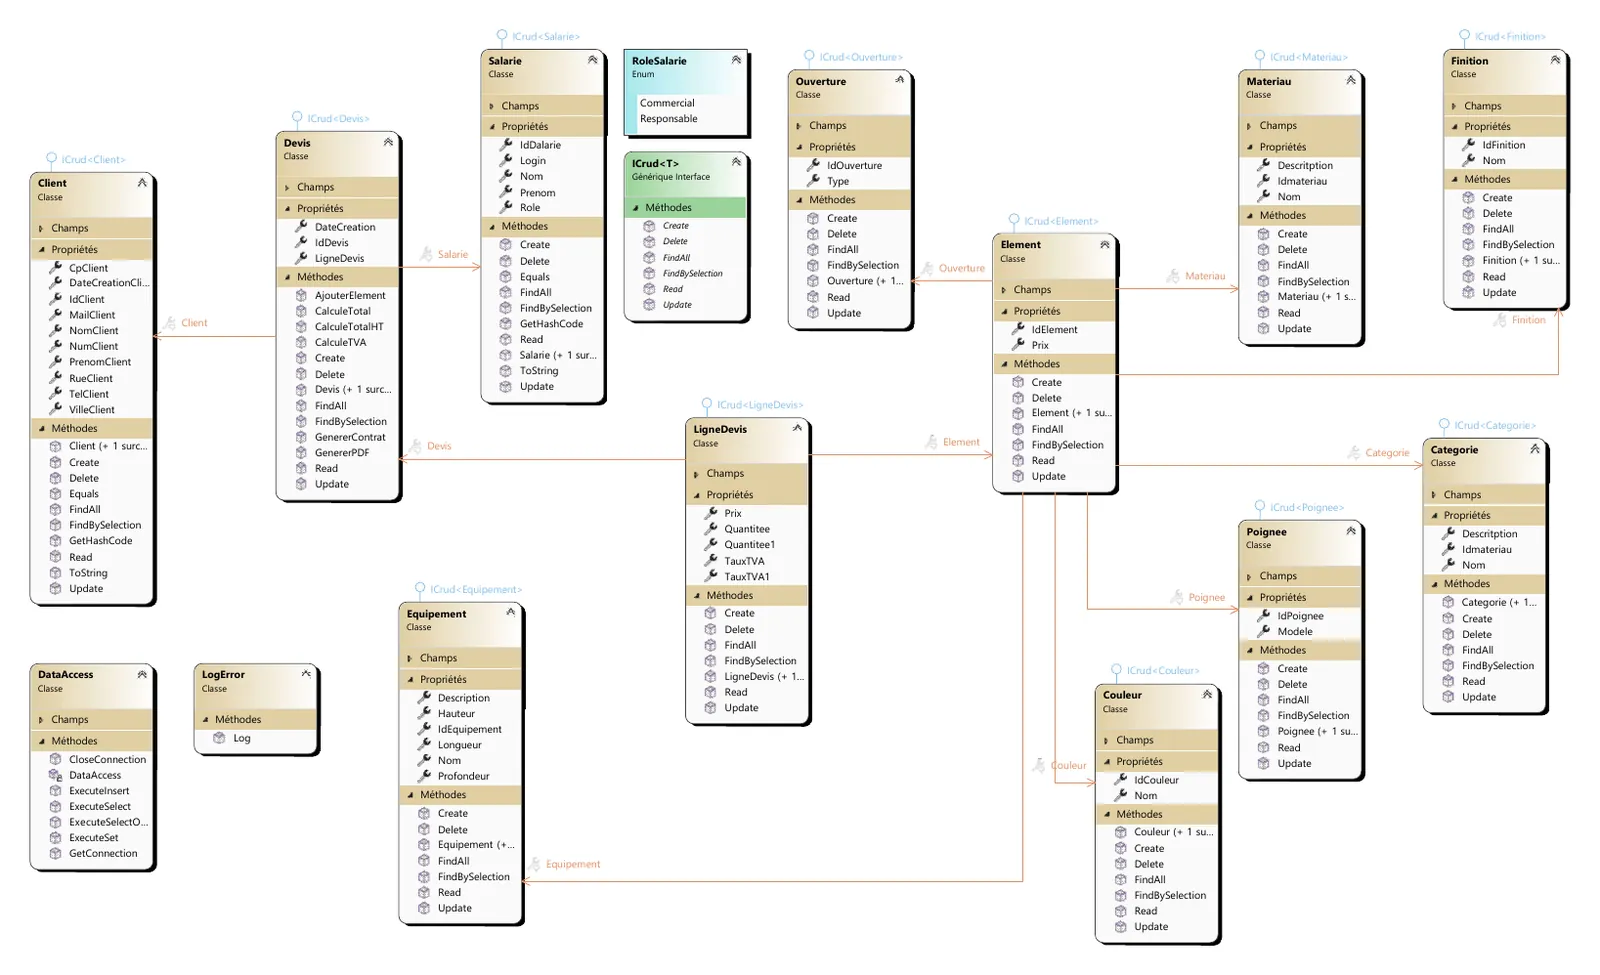 ICrud<Client>
Client
Classe
Champs
Propriétés
CpClient
DateCreationCli...
IdClient
MailClient
NomClient
NumClient
PrenomClient
RueClient
TelClient
VilleClient
Méthodes
Client (+ 1 surc...
Create
Delete
Equals
FindAll
FindBySelection
GetHashCode
Read
ToString
Update
Client
ICrud<Devis>
Devis
Classe
Champs
Propriétés
DateCreation
IdDevis
LigneDevis
Méthodes
AjouterElement
CalculeTotal
CalculeTotalHT
CalculeTVA
Create
Delete
Devis (+ 1 surc...
FindAll
FindBySelection
GenererContrat
GenererPDF
Read
Update
Salarie
Devis
ICrud<Salarie>
Salarie
Classe
Champs
Propriétés
IdDalarie
Login
Nom
Prenom
Role
Méthodes
Create
Delete
Equals
FindAll
FindBySelection
GetHashCode
Read
Salarie (+ 1 sur...
ToString
Update
RoleSalarie
Enum
Commercial
Responsable
ICrud<T>
Générique Interface
Méthodes
Create
Delete
FindAll
FindBySelection
Read
Update
ICrud<Ouverture>
Ouverture
Classe
Champs
Propriétés
IdOuverture
Type
Méthodes
Create
Delete
FindAll
FindBySelection
Ouverture (+ 1...
Read
Update
Ouverture
ICrud<Element>
Element
Classe
Champs
Propriétés
IdElement
Prix
Méthodes
Create
Delete
Element (+ 1 su...
FindAll
FindBySelection
Read
Update
Materiau
ICrud<Materiau>
Materiau
Classe
Champs
Propriétés
Descritption
Idmateriau
Nom
Méthodes
Create
Delete
FindAll
FindBySelection
Materiau (+ 1 s...
Read
Update
ICrud<Finition>
Finition
Classe
Champs
Propriétés
IdFinition
Nom
Méthodes
Create
Delete
FindAll
FindBySelection
Finition (+ 1 su...
Read
Update
Finition
ICrud<LigneDevis>
LigneDevis
Classe
Champs
Propriétés
Prix
Quantitee
Quantitee1
TauxTVA
TauxTVA1
Méthodes
Create
Delete
FindAll
FindBySelection
LigneDevis (+ 1...
Read
Update
Element
Categorie
ICrud<Categorie>
Categorie
Classe
Champs
Propriétés
Descritption
Idmateriau
Nom
Méthodes
Categorie (+ 1...
Create
Delete
FindAll
FindBySelection
Read
Update
Poignee
ICrud<Poignee>
Poignee
Classe
Champs
Propriétés
IdPoignee
Modele
Méthodes
Create
Delete
FindAll
FindBySelection
Poignee (+ 1 su...
Read
Update
Couleur
ICrud<Couleur>
Couleur
Classe
Champs
Propriétés
IdCouleur
Nom
Méthodes
Couleur (+ 1 su...
Create
Delete
FindAll
FindBySelection
Read
Update
ICrud<Equipement>
Equipement
Classe
Champs
Propriétés
Description
Hauteur
IdEquipement
Longueur
Nom
Profondeur
Méthodes
Create
Delete
Equipement (+...
FindAll
FindBySelection
Read
Update
Equipement
DataAccess
Classe
Champs
Méthodes
CloseConnection
DataAccess
ExecuteInsert
ExecuteSelect
ExecuteSelectO...
ExecuteSet
GetConnection
LogError
Classe
Méthodes
Log